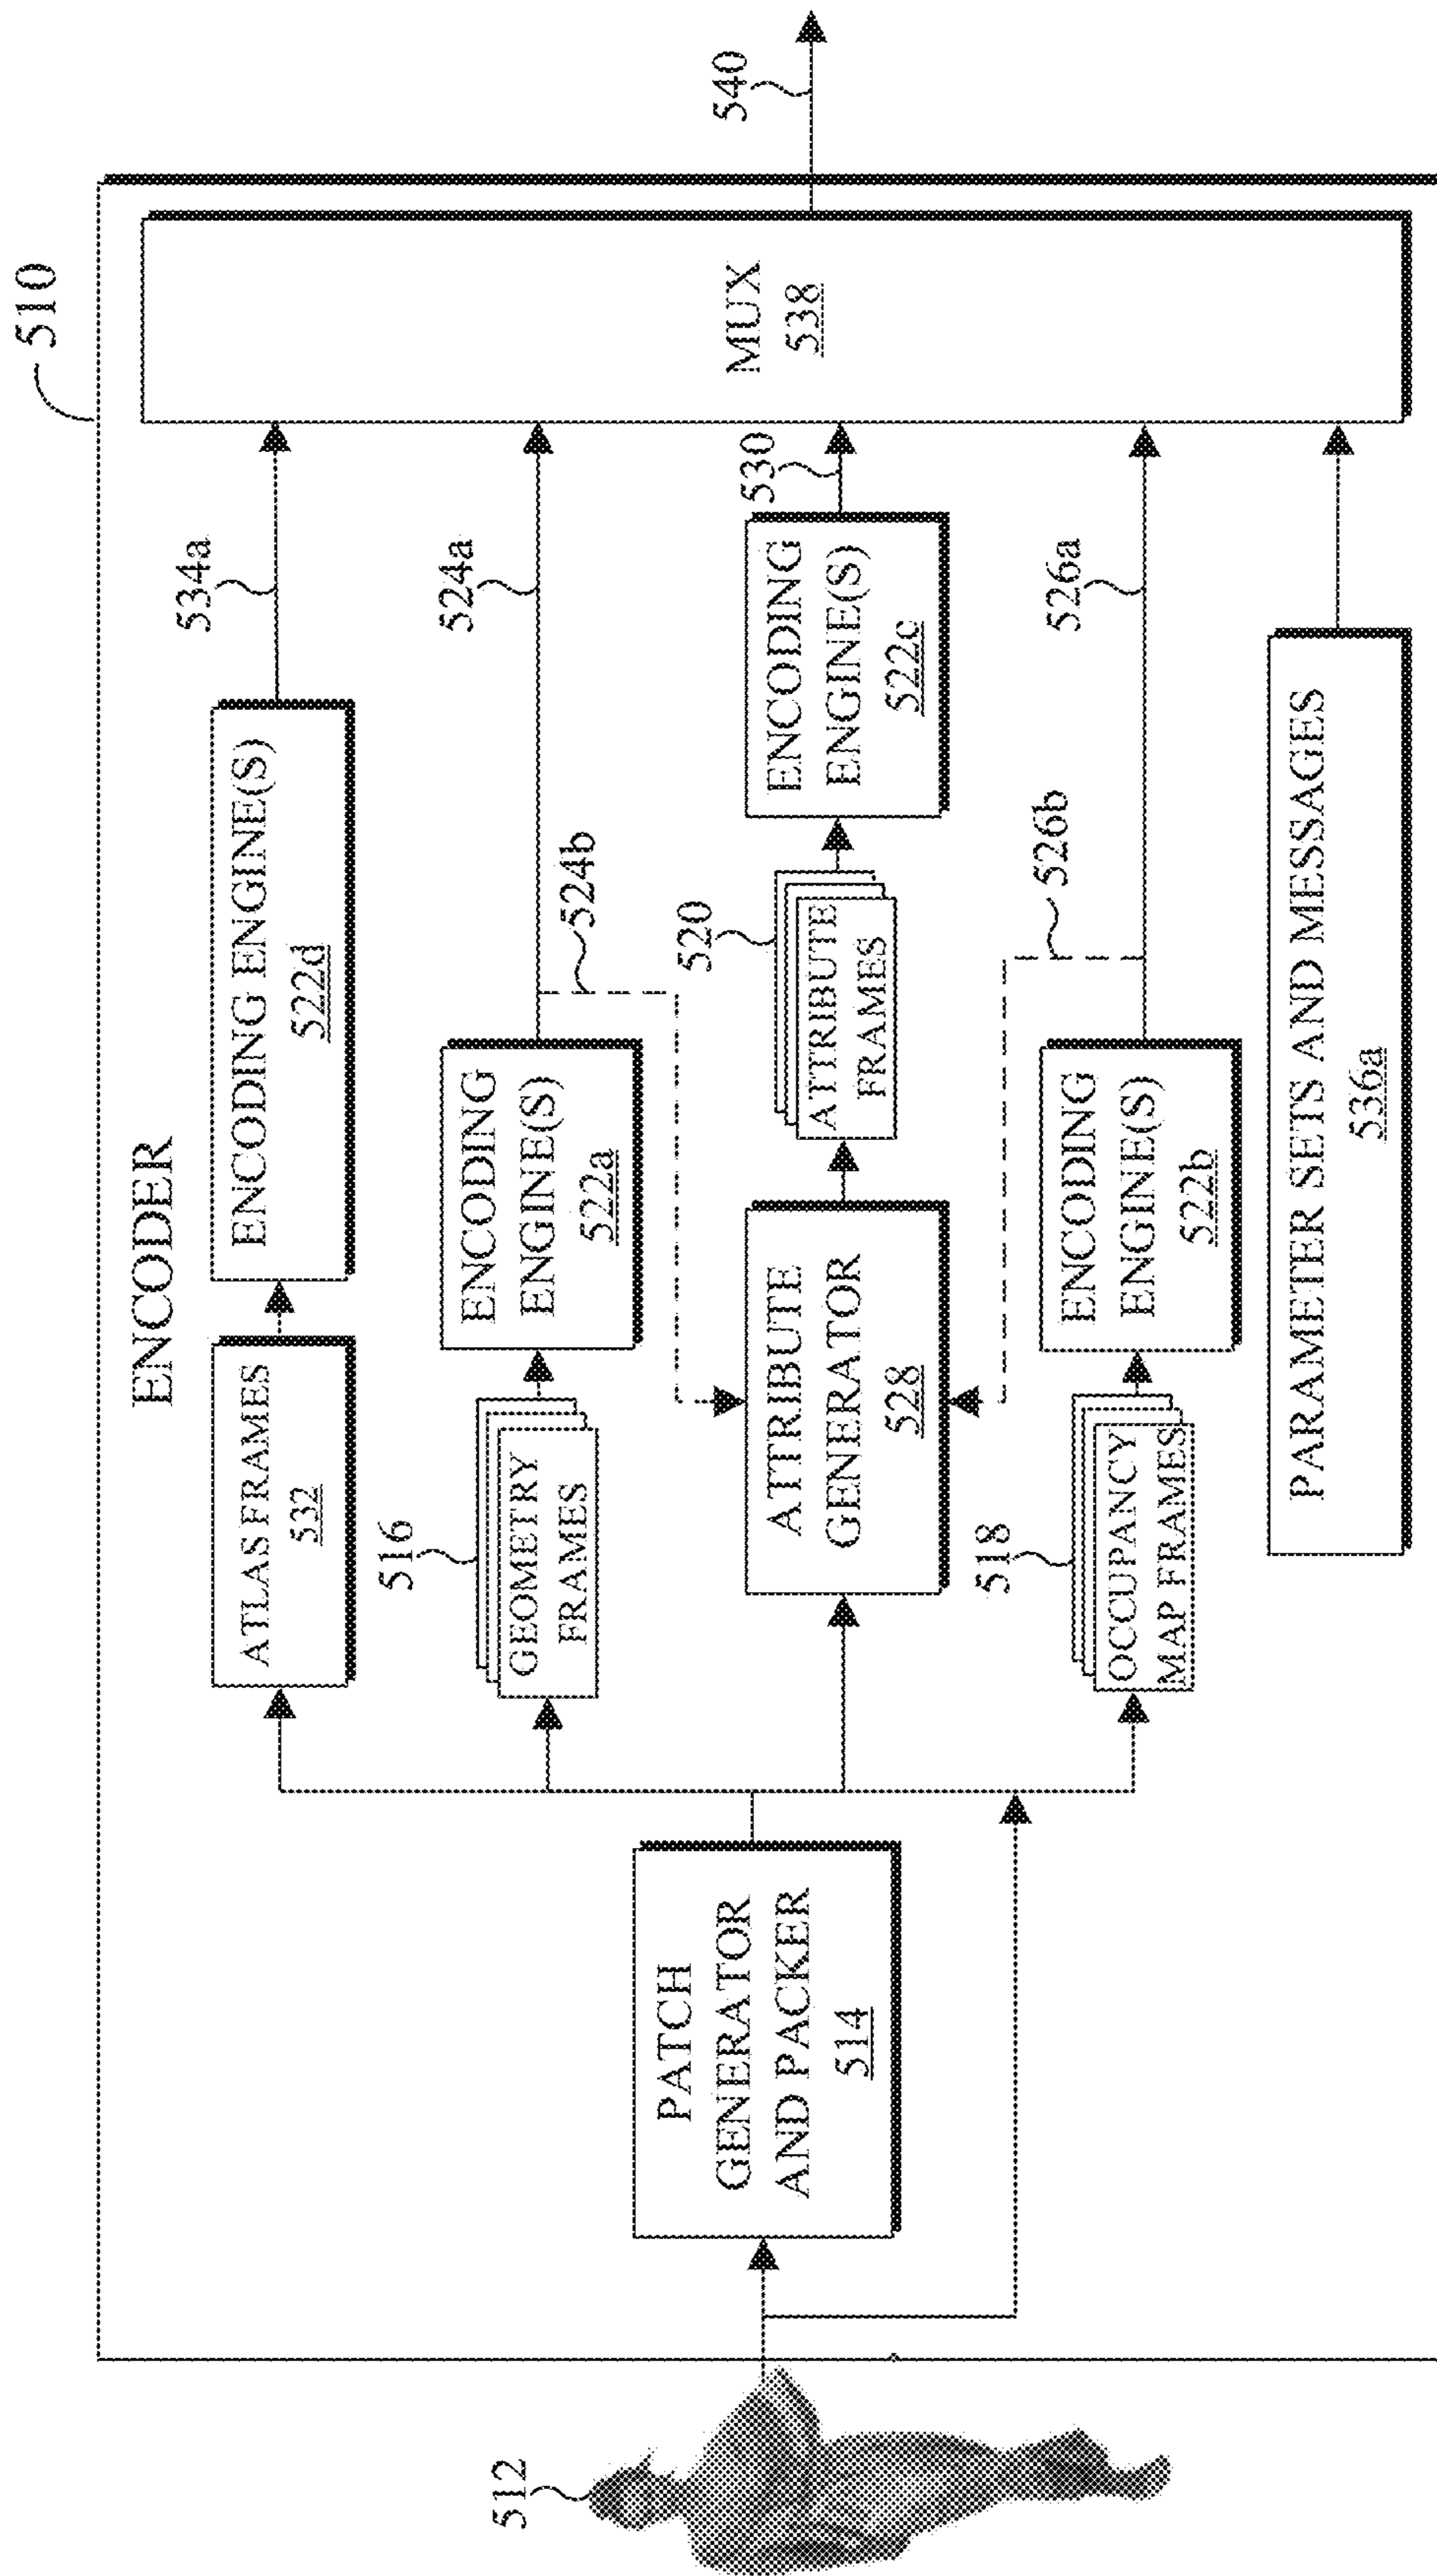 510
ENCODER
512
PATCH
GENERATOR
AND PACKER
514
ATLAS FRAMES
532
ENCODING ENGINE(S)
522d
534a
516
GEOMETRY
FRAMES
ENCODING
ENGINE(S)
522a
524a
524b
ATTRIBUTE
GENERATOR
528
520
ATTRIBUTE
FRAMES
ENCODING
ENGINE(S)
522c
530
518
OCCUPANCY
MAP FRAMES
ENCODING
ENGINE(S)
522b
526b
526a
PARAMETER SETS AND MESSAGES
536a
MUX
538
540